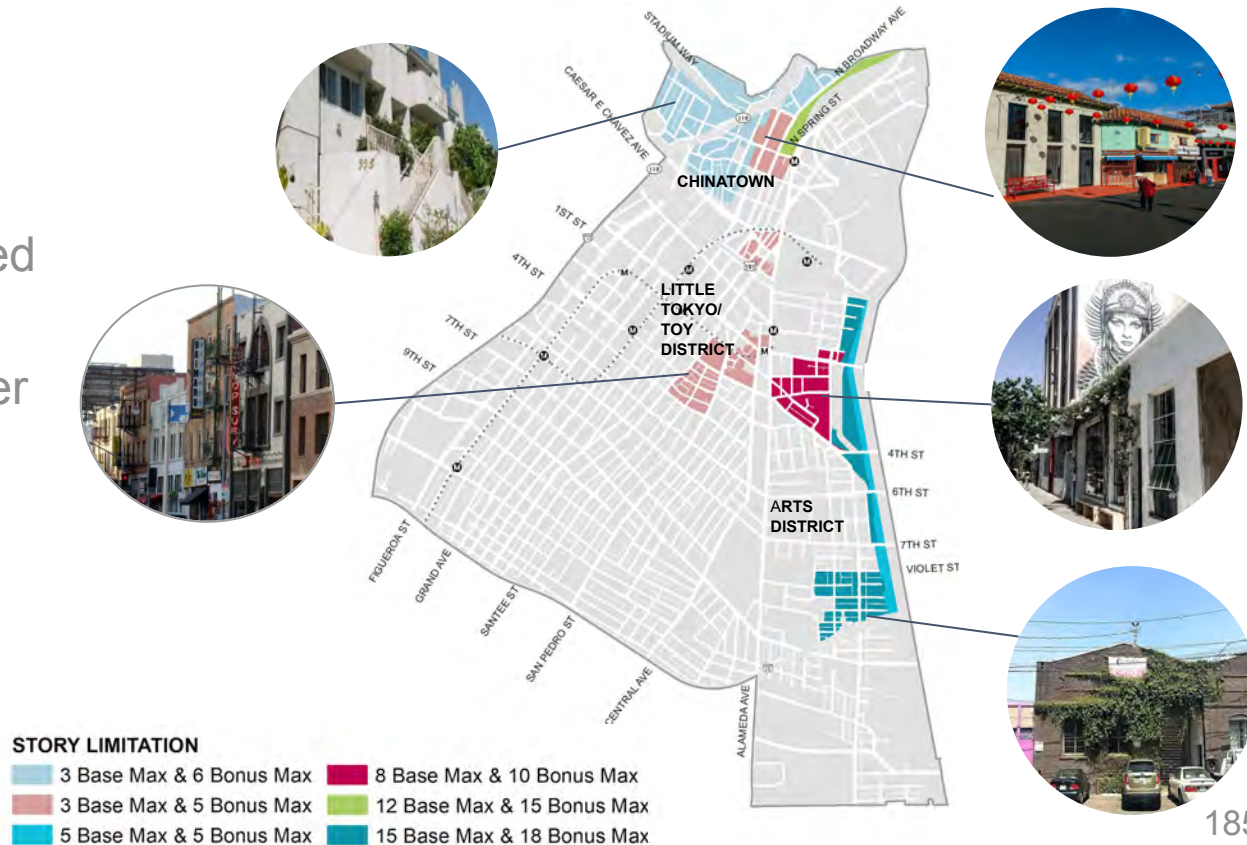 ed
er
STADIUM WAY
N BROADWAY AVE
CAESAR E CHAVEZ AVE
110
N SPRING ST
M
110
CHINATOWN
1ST ST
4TH ST
101
M
M
M
LITTLE
TOKYO/
TOY
DISTRICT
7TH ST
M
M
M
M
9TH ST
4TH ST
M
6TH ST
ARTS
DISTRICT
7TH ST
VIOLET ST
FIGUEROA ST
GRAND AVE
SANTEE ST
SAN PEDRO ST
CENTRAL AVE
ALAMEDA AVE
STORY LIMITATION
3 Base Max & 6 Bonus Max
3 Base Max & 5 Bonus Max
5 Base Max & 5 Bonus Max
8 Base Max & 10 Bonus Max
12 Base Max & 15 Bonus Max
15 Base Max & 18 Bonus Max
185